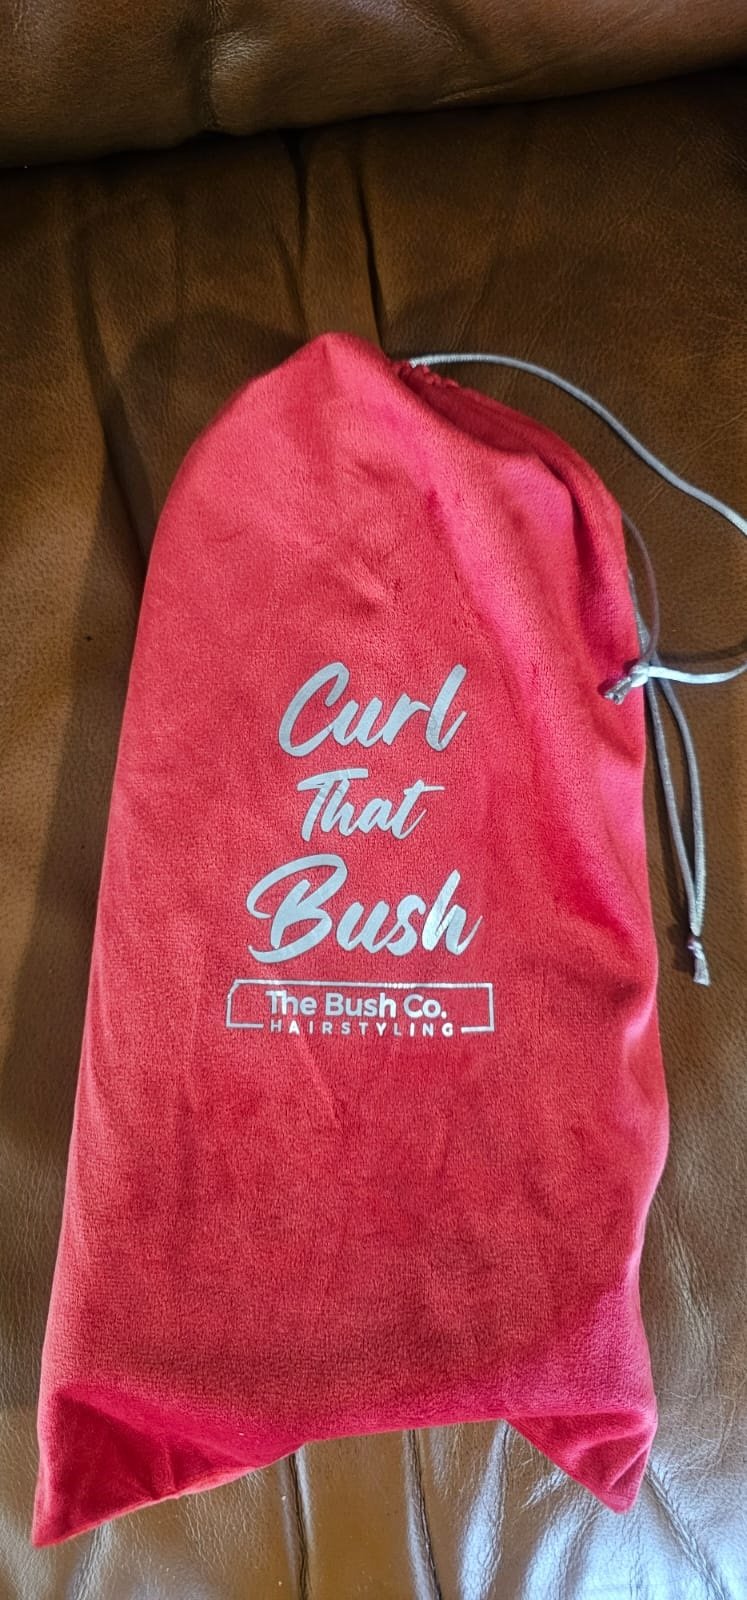 Curl
That
Bush
The Bush Co.
HAIRSTYLING